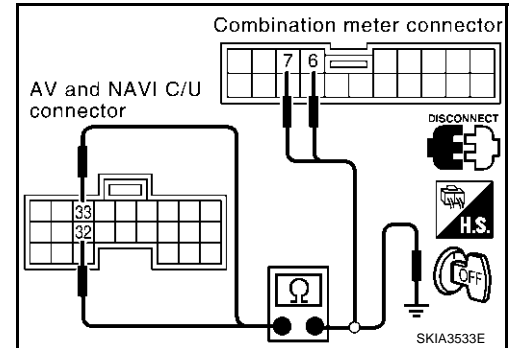 Combination meter connector
7 6
AV and NAVI C/U
connector
DISCONNECT
33
32
H.S.
OFF
Ω
SKIA3533E